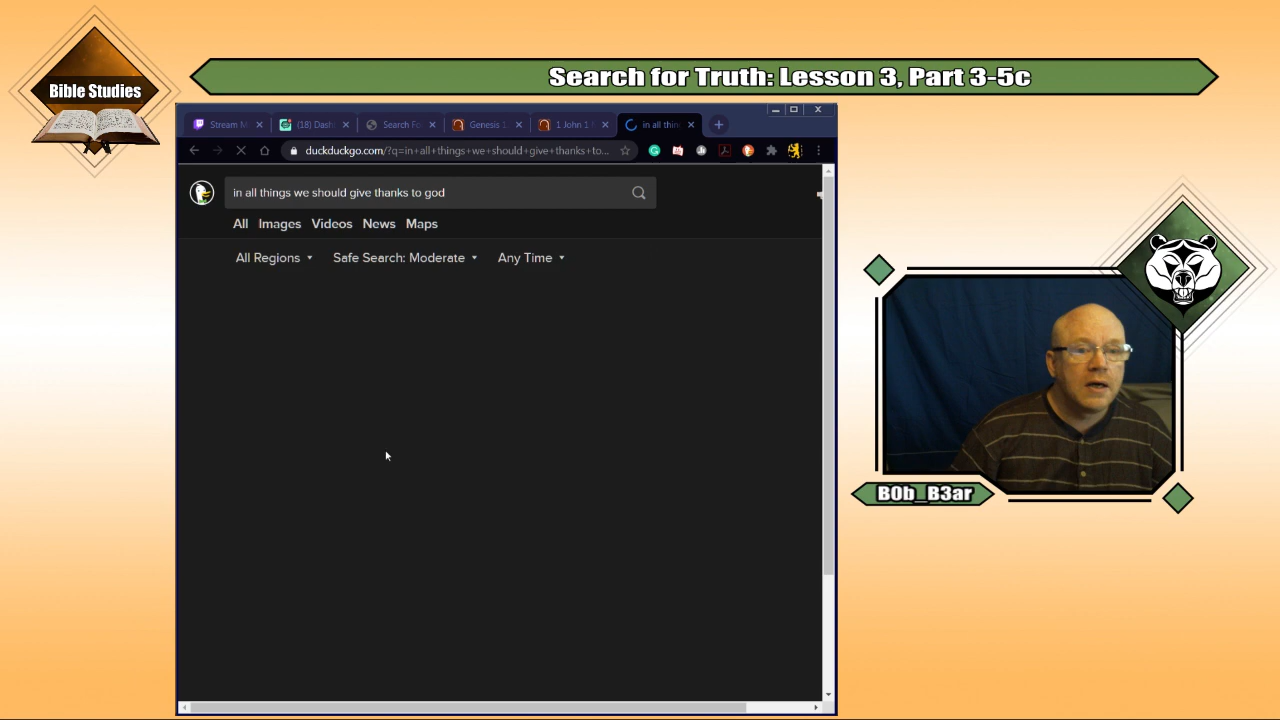 Bible Studies
Search for Truth: Lesson 3, Part 3-5c
Stream M
(18) Dash
Search Fo
Genesis 1
1 John 1
in all thin
duckduckgo.com/?q=in+all+things+we+should+give+thanks+to...
in all things we should give thanks to god
All Images Videos News Maps
All Regions Safe Search: Moderate Any Time
B0b_B3ar